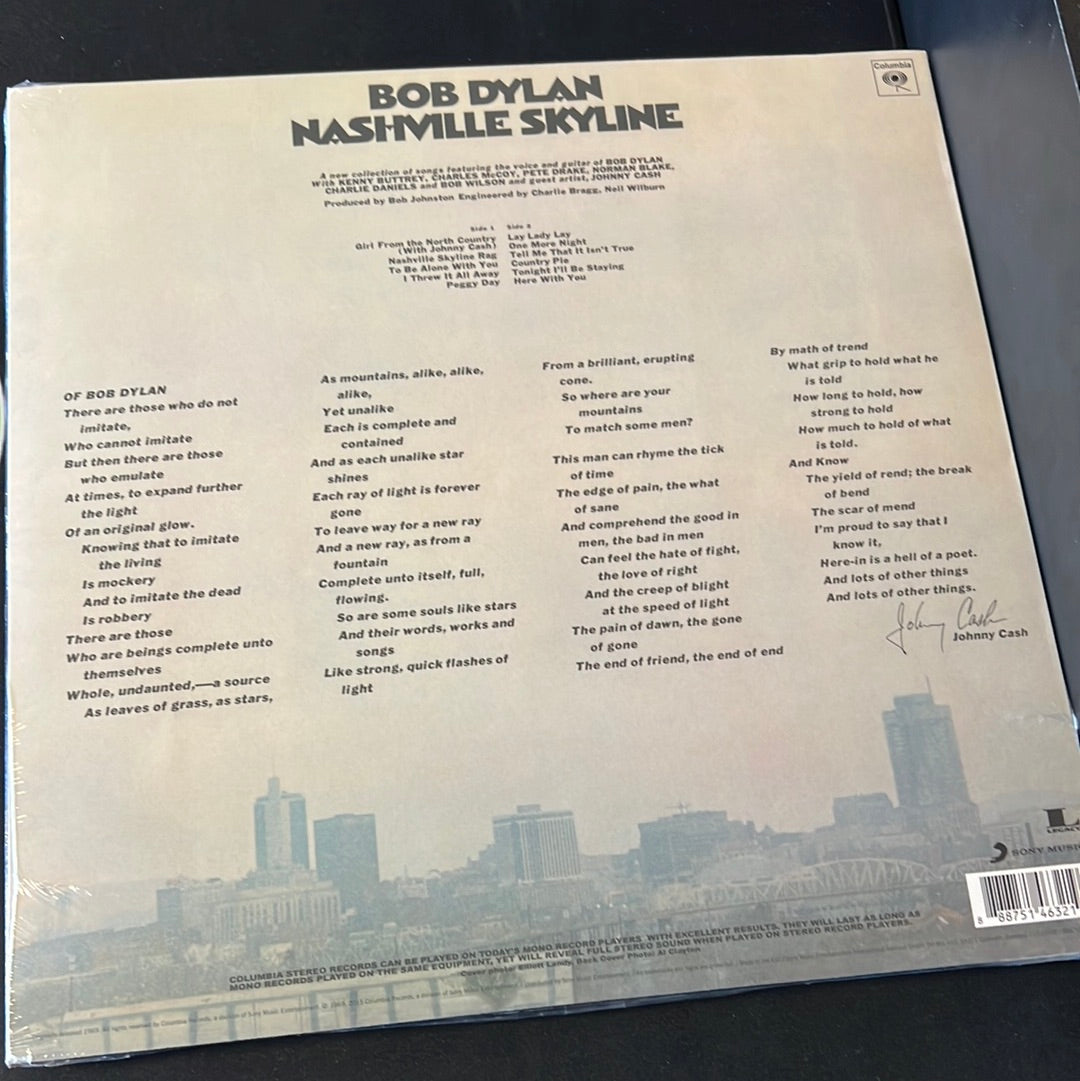 Columbia
BOB DYLAN
NASHVILLE SKYLINE
A new collection of songs featuring the voice and guitar of BOB DYLAN
With KENNY BUTTREY, CHARLES McCOY, PETE DRAKE, NORMAN BLAKE,
CHARLIE DANIELS and BOB WILSON and guest artist, JOHNNY CASH
Produced by Bob Johnston Engineered by Charlie Bragg, Neil Wilburn
Side 1
Girl From the North Country
(With Johnny Cash)
Nashville Skyline Rag
To Be Alone With You
I Threw It All Away
Peggy Day
Side 2
Lay Lady Lay
One More Night
Tell Me That It Isn't True
Country Pie
Tonight I'll Be Staying
Here With You
OF BOB DYLAN
There are those who do not
imitate,
Who cannot imitate
But then there are those
who emulate
At times, to expand further
the light
Of an original glow.
Knowing that to imitate
the living
Is mockery
And to imitate the dead
Is robbery
There are those
Who are beings complete unto
themselves
Whole, undaunted,—a source
As leaves of grass, as stars,
As mountains, alike, alike,
alike,
Yet unalike
Each is complete and
contained
And as each unalike star
shines
Each ray of light is forever
gone
To leave way for a new ray
And a new ray, as from a
fountain
Complete unto itself, full,
flowing.
So are some souls like stars
And their words, works and
songs
Like strong, quick flashes of
light
From a brilliant, erupting
cone.
So where are your
mountains
To match some men?
This man can rhyme the tick
of time
The edge of pain, the what
of sane
And comprehend the good in
men, the bad in men
Can feel the hate of fight,
the love of right
And the creep of blight
at the speed of light
The pain of dawn, the gone
of gone
The end of friend, the end of end
By math of trend
What grip to hold what he
is told
How long to hold, how
strong to hold
How much to hold of what
is told.
And Know
The yield of rend; the break
of bend
The scar of mend
I'm proud to say that I
know it,
Here-in is a hell of a poet.
And lots of other things
And lots of other things.
Johnny Cash
Johnny Cash
L
LEGACY
SONY MUSIC
8 88751 46321
COLUMBIA STEREO RECORDS CAN BE PLAYED ON TODAY'S MONO RECORD PLAYERS WITH EXCELLENT RESULTS. THEY WILL LAST AS LONG AS
MONO RECORDS PLAYED ON THE SAME EQUIPMENT, YET WILL REVEAL FULL STEREO SOUND WHEN PLAYED ON STEREO RECORD PLAYERS.
Cover photo: Elliott Landy, Back Cover Photo: Al Clayton